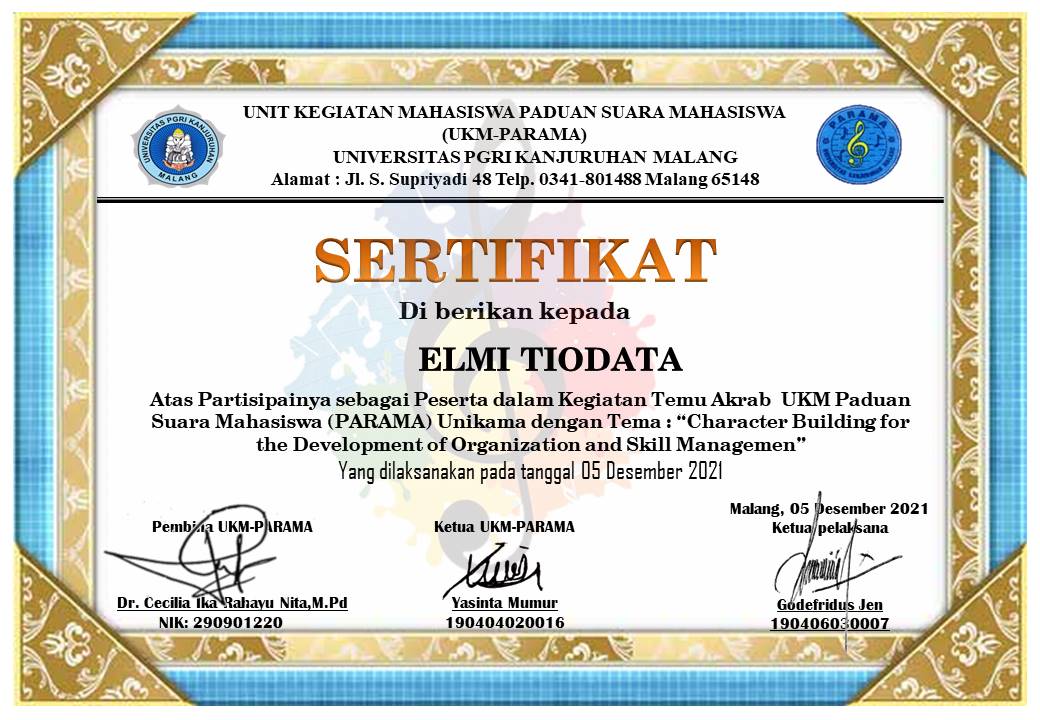 UNIT KEGIATAN MAHASISWA PADUAN SUARA MAHASISWA
(UKM-PARAMA)
UNIVERSITAS PGRI KANJURUHAN MALANG
Alamat : Jl. S. Supriyadi 48 Telp. 0341-801488 Malang 65148
UNIVERSITAS PGRI KANJURUHAN
MALANG
PARAMA
UNIVERSITAS KANJURUHAN MALANG
SERTIFIKAT
Di berikan kepada
ELMI TIODATA
Atas Partisipainya sebagai Peserta dalam Kegiatan Temu Akrab UKM Paduan
Suara Mahasiswa (PARAMA) Unikama dengan Tema : “Character Building for
the Development of Organization and Skill Managemen”
Yang dilaksanakan pada tanggal 05 Desember 2021
Malang, 05 Desember 2021
Pembina UKM-PARAMA
Ketua UKM-PARAMA
Ketua pelaksana
Dr. Cecilia Ika Rahayu Nita,M.Pd
Yasinta Mumur
Godefridus Jen
NIK: 290901220
190404020016
190406030007